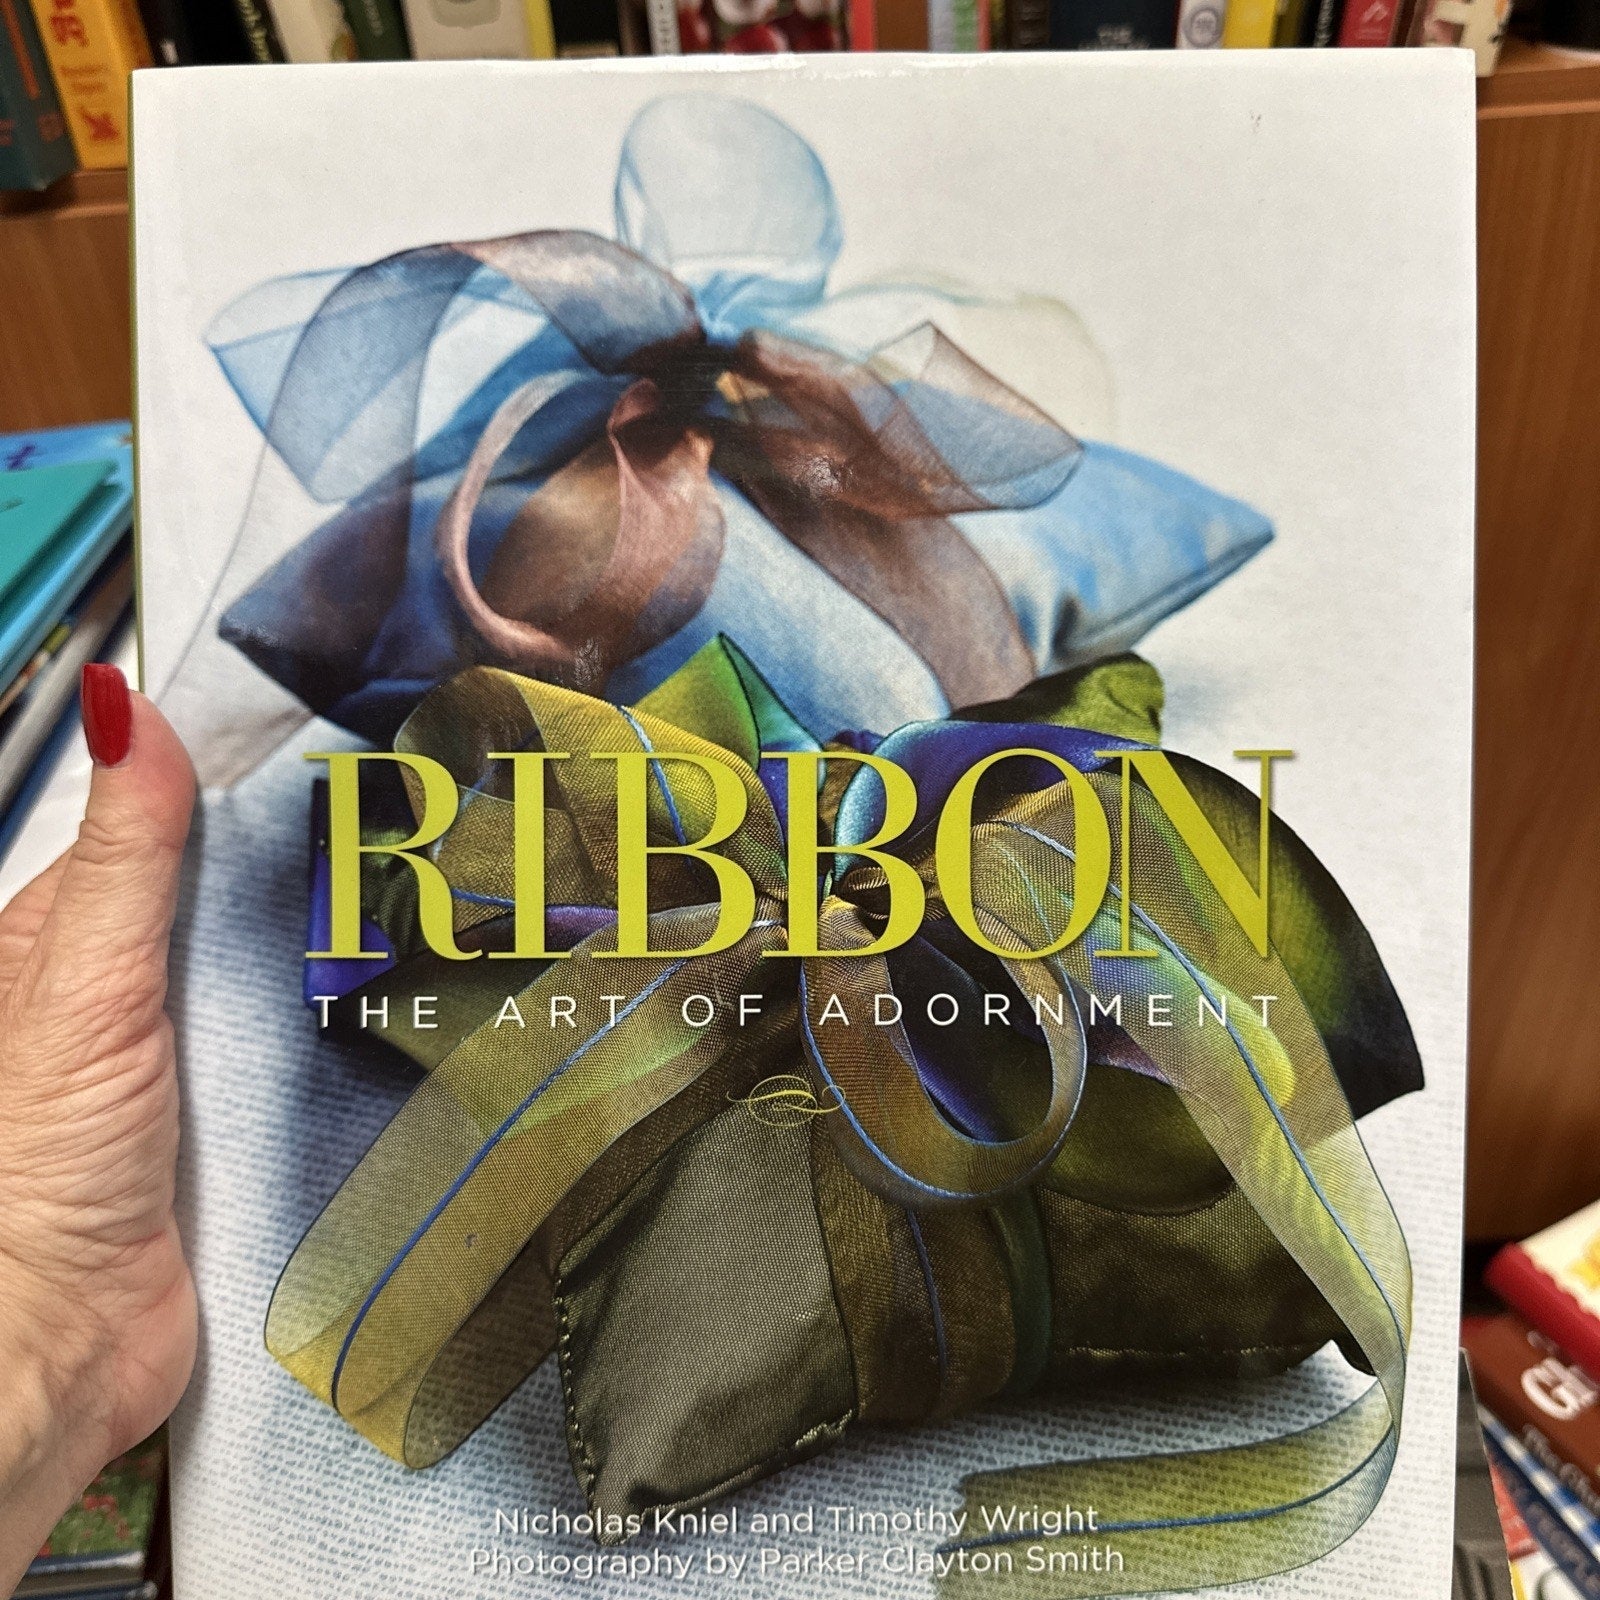 RIBBON
THE ART OF ADORNMENT
Nicholas Kniel and Timothy Wright
Photography by Parker Clayton Smith